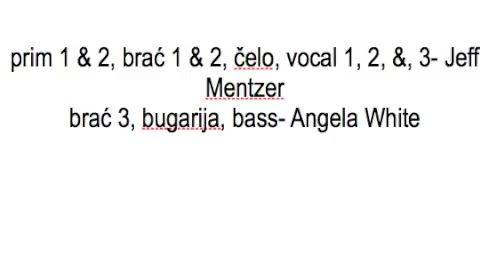 prim 1 & 2, brać 1 & 2, čelo, vocal 1, 2, &, 3- Jeff
Mentzer
brać 3, bugarija, bass- Angela White